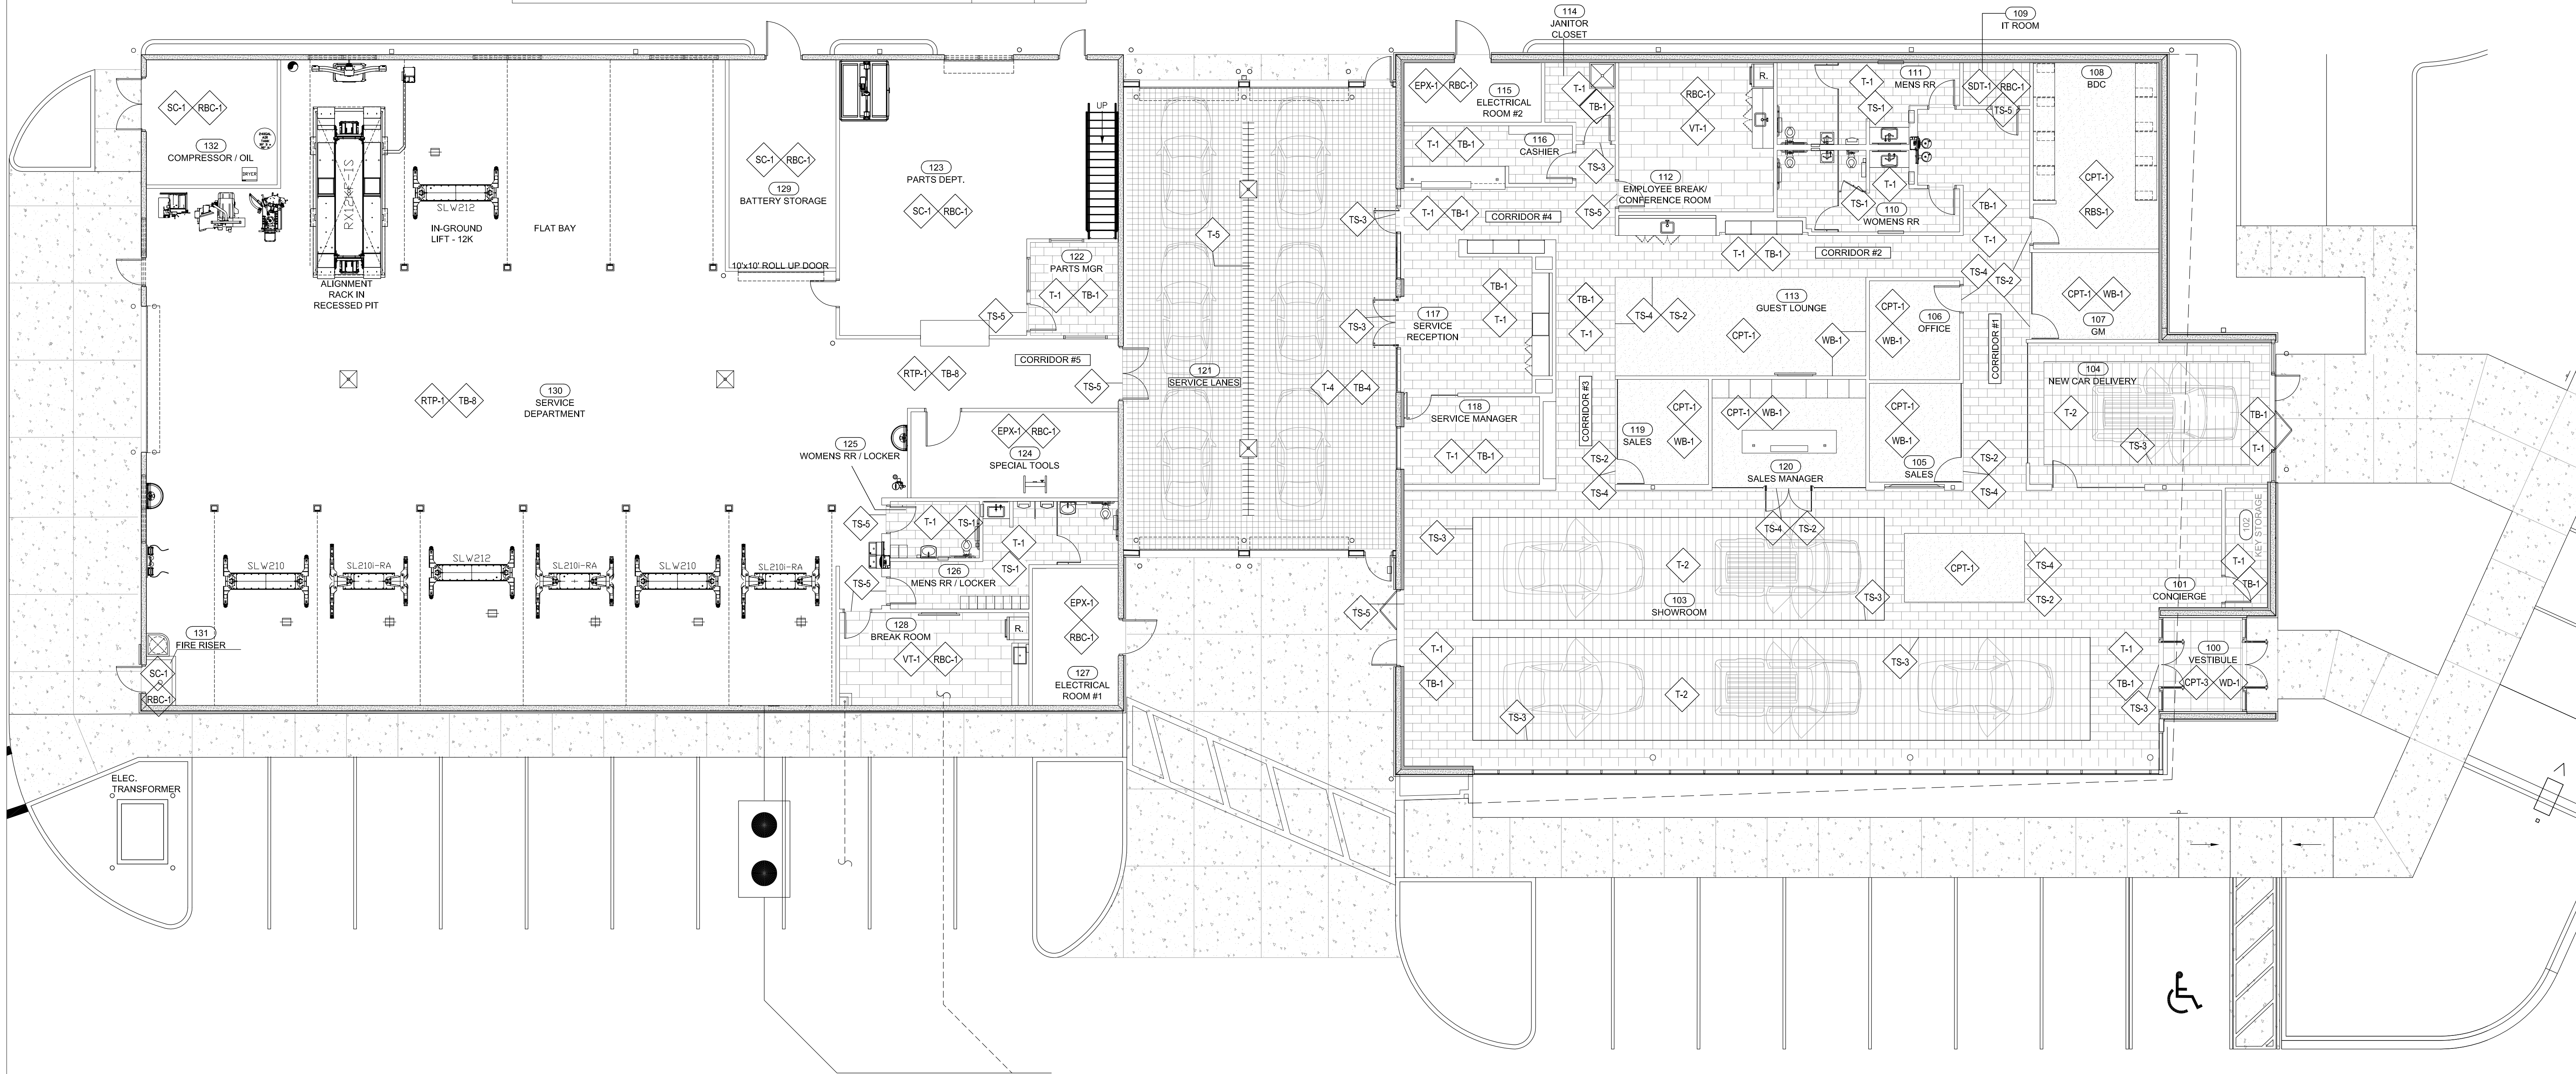 114
JANITOR
CLOSET
109
IT ROOM
SC-1 RBC-1
132
COMPRESSOR / OIL
DRYER
RX12KF-IS
ALIGNMENT
RACK IN
RECESSED PIT
SLW212
IN-GROUND
LIFT - 12K
FLAT BAY
SC-1 RBC-1
129
BATTERY STORAGE
10'x10' ROLL UP DOOR
123
PARTS DEPT.
SC-1 RBC-1
UP
122
PARTS MGR
T-1 TB-1
TS-5
RTP-1 TB-8
CORRIDOR #5
TS-5
RTP-1 TB-8
130
SERVICE
DEPARTMENT
EPX-1 RBC-1
124
SPECIAL TOOLS
125
WOMENS RR / LOCKER
TS-5
T-1 TS-1
T-1
TS-1
126
MENS RR / LOCKER
TS-5
SLW210
SL210i-RA
SLW212
SL210i-RA
SLW210
SL210i-RA
131
FIRE RISER
SC-1
RBC-1
128
BREAK ROOM
VT-1 RBC-1
R.
EPX-1
RBC-1
127
ELECTRICAL
ROOM #1
ELEC.
TRANSFORMER
T-5
121
SERVICE LANES
T-4 TB-4
TS-3
TS-3
TS-5
EPX-1 RBC-1
115
ELECTRICAL
ROOM #2
T-1
TB-1
T-1 TB-1
116
CASHIER
TS-3
T-1 TB-1
CORRIDOR #4
TS-5
RBC-1
VT-1
R.
112
EMPLOYEE BREAK/
CONFERENCE ROOM
T-1
TS-1
111
MENS RR
T-1
TS-1
110
WOMENS RR
SDT-1 RBC-1
TS-5
108
BDC
CPT-1
RBS-1
TB-1
T-1
T-1 TB-1
CORRIDOR #2
TS-4
TS-2
CPT-1 WB-1
107
GM
TB-1
T-1
117
SERVICE
RECEPTION
TB-1
T-1
TS-4 TS-2
113
GUEST LOUNGE
CPT-1
WB-1
CPT-1
WB-1
106
OFFICE
CORRIDOR #1
104
NEW CAR DELIVERY
T-2
TS-3
TB-1
T-1
118
SERVICE MANAGER
T-1 TB-1
CORRIDOR #3
CPT-1
WB-1
119
SALES
CPT-1 WB-1
120
SALES MANAGER
CPT-1
WB-1
105
SALES
TS-2
TS-4
TS-2
TS-4
TS-3
TS-4 TS-2
T-2
103
SHOWROOM
TS-3
CPT-1
TS-4
TS-2
102
KEY STORAGE
T-1
TB-1
101
CONCIERGE
T-1
TB-1
T-2
TS-3
TS-3
T-1
TB-1
TS-3
100
VESTIBULE
CPT-3 WD-1